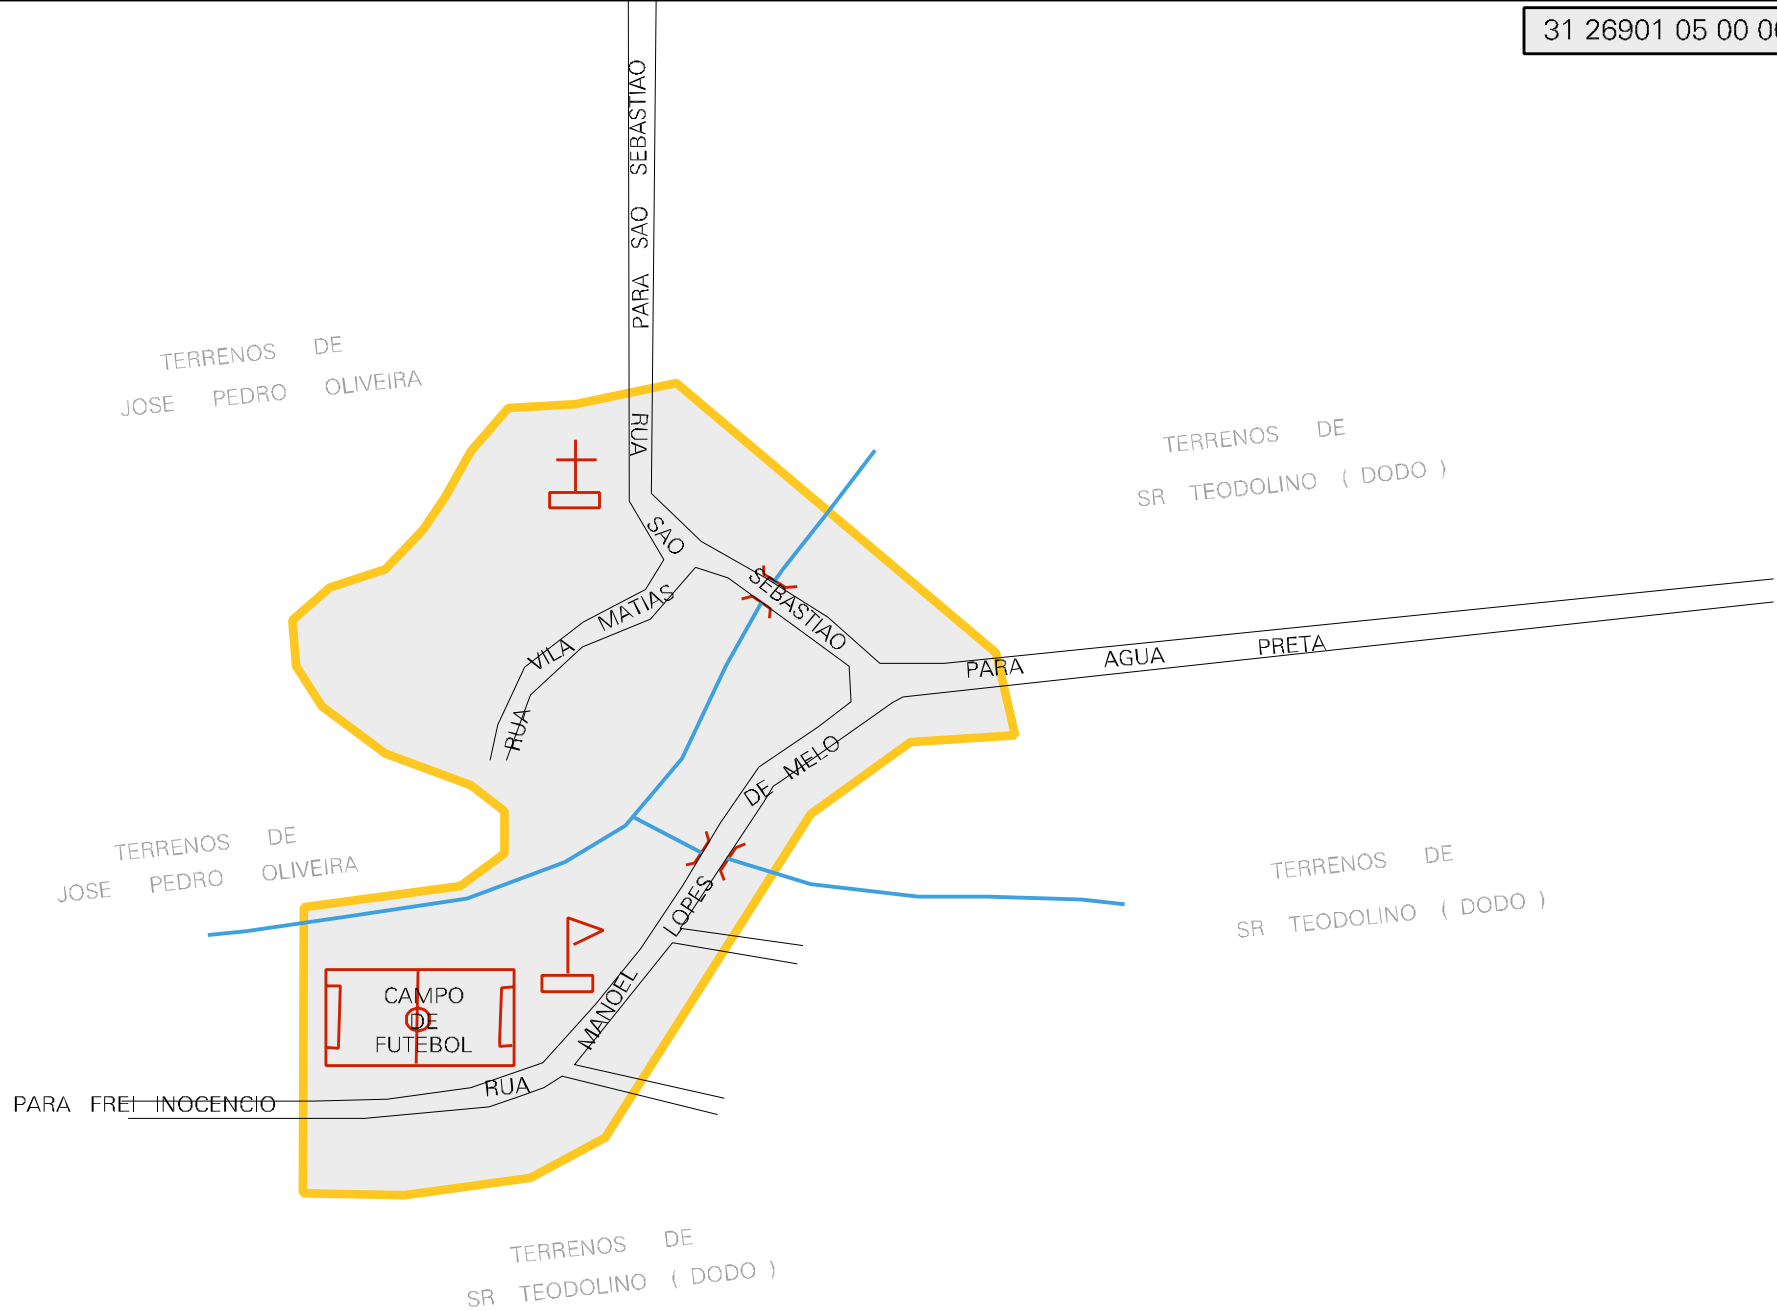 31 26901 05 00 0
PARA SAO SEBASTIAO
TERRENOS DE
JOSE PEDRO OLIVEIRA
RUA SAO SEBASTIAO
TERRENOS DE
SR TEODOLINO ( DODO )
RUA VILA MATIAS
PARA AGUA PRETA
TERRENOS DE
JOSE PEDRO OLIVEIRA
RUA MANOEL LOPES DE MELO
TERRENOS DE
SR TEODOLINO ( DODO )
CAMPO
DE
FUTEBOL
PARA FREI INOCENCIO
TERRENOS DE
SR TEODOLINO ( DODO )